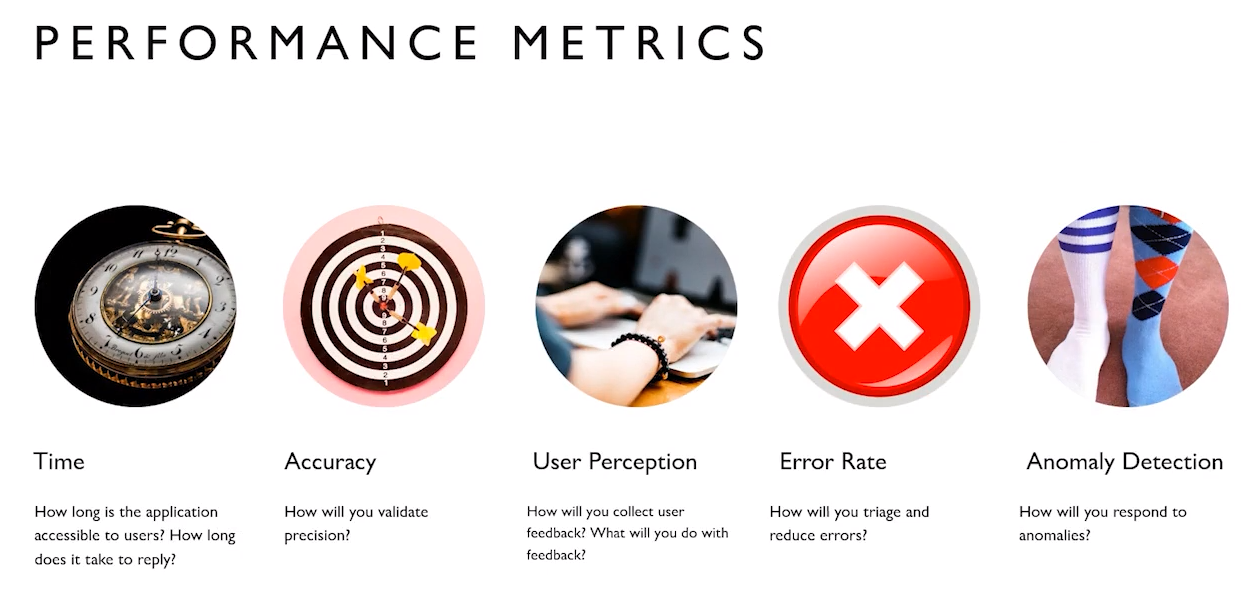 PERFORMANCE METRICS
Time
How long is the application
accessible to users? How long
does it take to reply?
Accuracy
How will you validate
precision?
User Perception
How will you collect user
feedback? What will you do with
feedback?
Error Rate
How will you triage and
reduce errors?
Anomaly Detection
How will you respond to
anomalies?